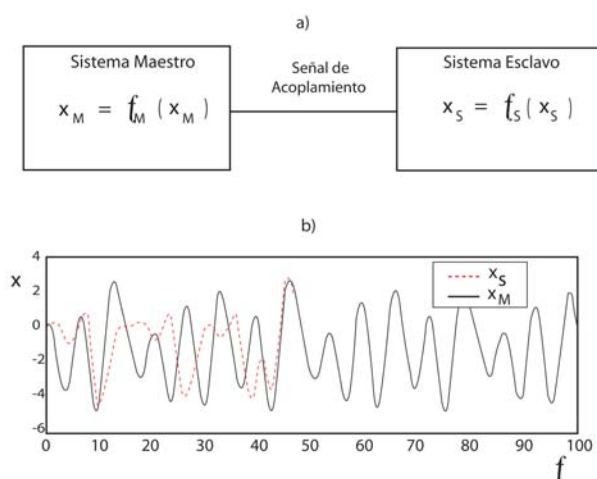 a)
Sistema Maestro
x M = f M ( x M )
Señal de
Acoplamiento
Sistema Esclavo
x S = f S ( x S )
b)
x
4
2
0
-2
-4
-6
x S
x M
0 10 20 30 40 50 60 70 80 90 100
f